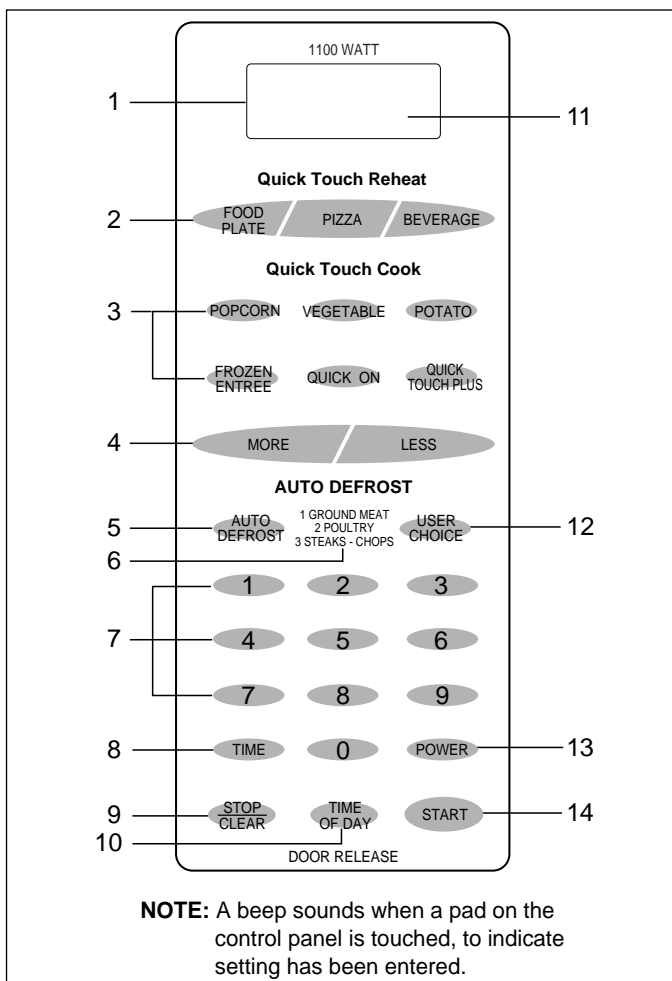 1100 WATT
1
11
Quick Touch Reheat
2
FOOD
PLATE
PIZZA
BEVERAGE
Quick Touch Cook
3
POPCORN
VEGETABLE
POTATO
FROZEN
ENTREE
QUICK ON
QUICK
TOUCH PLUS
4
MORE
LESS
AUTO DEFROST
5
AUTO
DEFROST
1 GROUND MEAT
2 POULTRY
3 STEAKS - CHOPS
USER
CHOICE
12
6
1
2
3
7
4
5
6
7
8
9
8
TIME
0
POWER
13
9
STOP
CLEAR
TIME
OF DAY
START
14
10
DOOR RELEASE
NOTE: A beep sounds when a pad on the
control panel is touched, to indicate
setting has been entered.